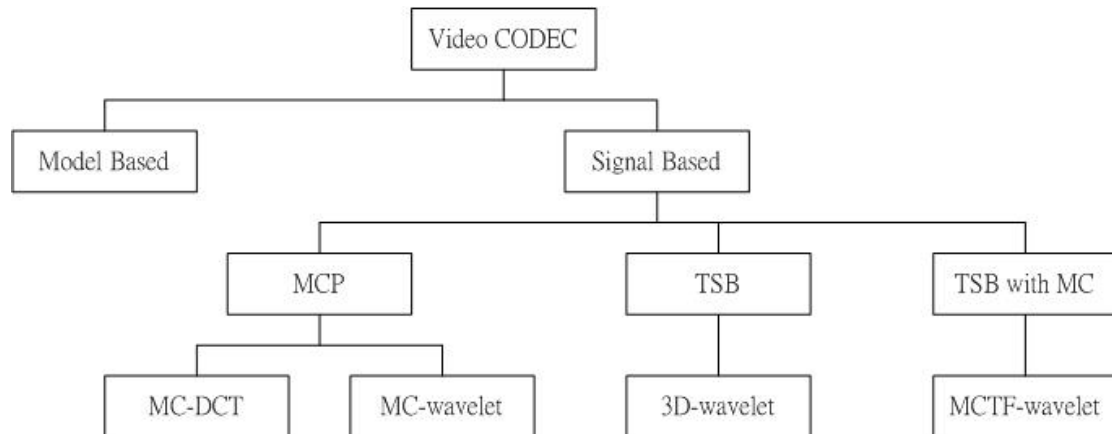 Video CODEC
Model Based
Signal Based
MCP
TSB
TSB with MC
MC-DCT
MC-wavelet
3D-wavelet
MCTF-wavelet